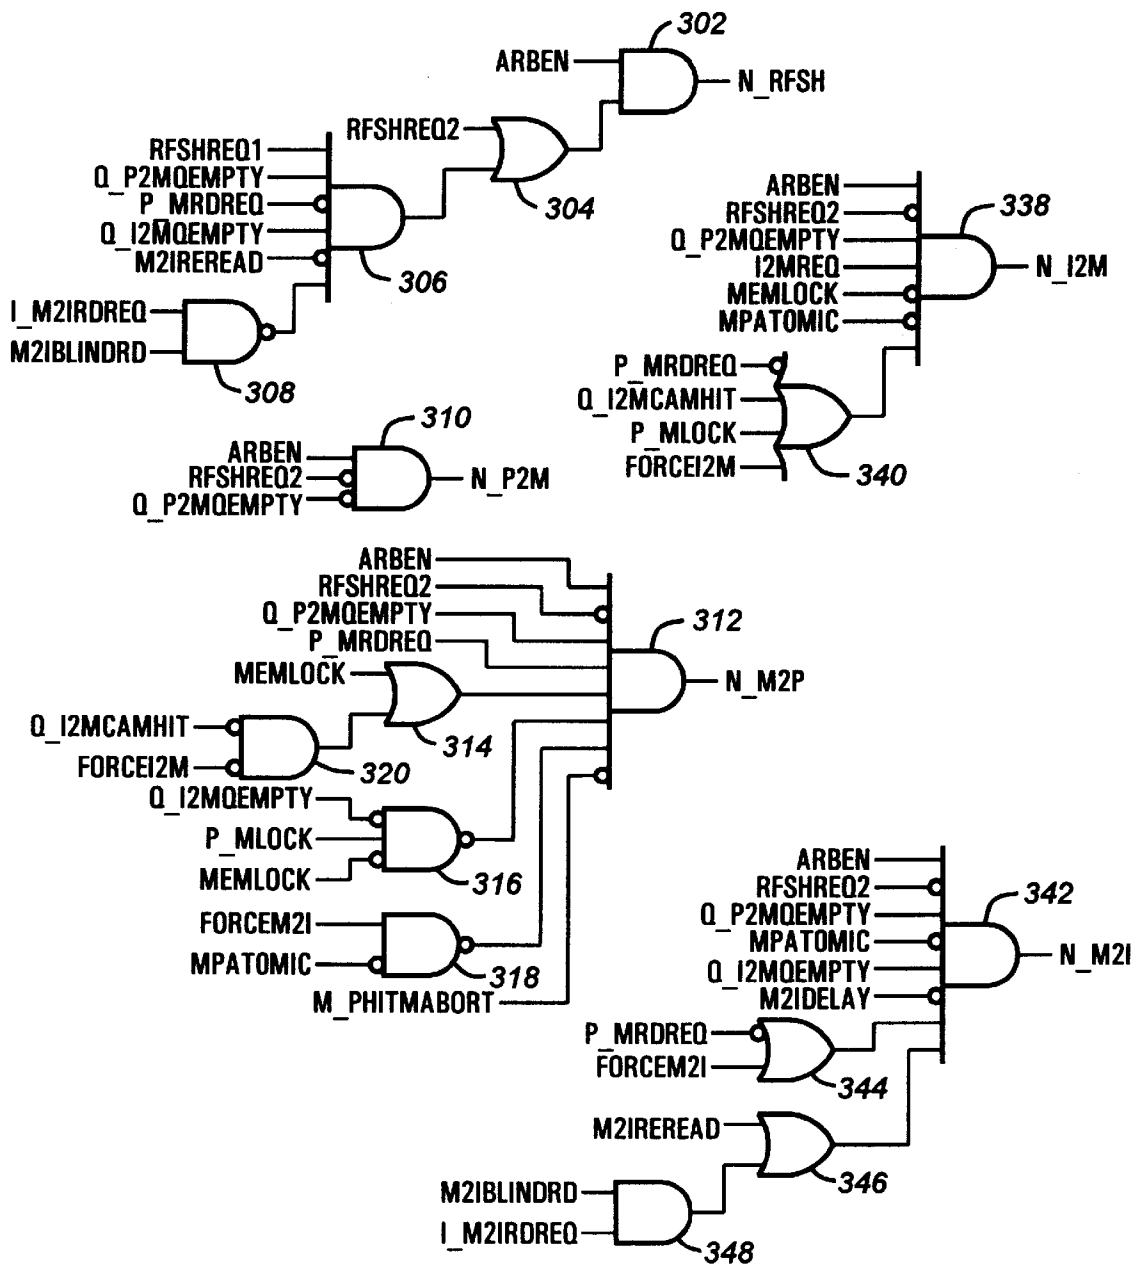 302
ARBEN
N_RFSH
RFSHREQ2
304
RFSHREQ1
Q_P2MQEMPTY
P_MRDREQ
Q_I2MQEMPTY
M2IREREAD
306
I_M2IRDREQ
M2IBLINDRD
308
ARBEN
RFSHREQ2
Q_P2MQEMPTY
I2MREQ
MEMLOCK
MPATOMIC
338
N_I2M
P_MRDREQ
Q_I2MCAMHIT
P_MLOCK
FORCEI2M
340
310
ARBEN
RFSHREQ2
Q_P2MQEMPTY
N_P2M
ARBEN
RFSHREQ2
Q_P2MQEMPTY
P_MRDREQ
312
N_M2P
MEMLOCK
314
Q_I2MCAMHIT
FORCEI2M
320
Q_I2MQEMPTY
P_MLOCK
MEMLOCK
316
FORCEM2I
MPATOMIC
318
M_PHITMABORT
ARBEN
RFSHREQ2
Q_P2MQEMPTY
MPATOMIC
Q_I2MQEMPTY
M2IDELAY
342
N_M2I
P_MRDREQ
FORCEM2I
344
M2IREREAD
346
M2IBLINDRD
I_M2IRDREQ
348